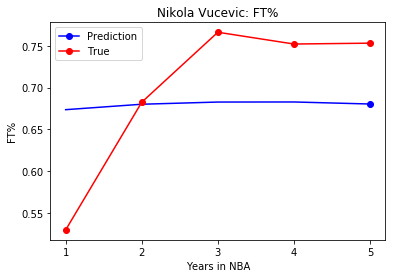 Nikola Vucevic: FT%
Prediction
True
0.75
0.70
0.65
0.60
0.55
FT%
1 2 3 4 5
Years in NBA